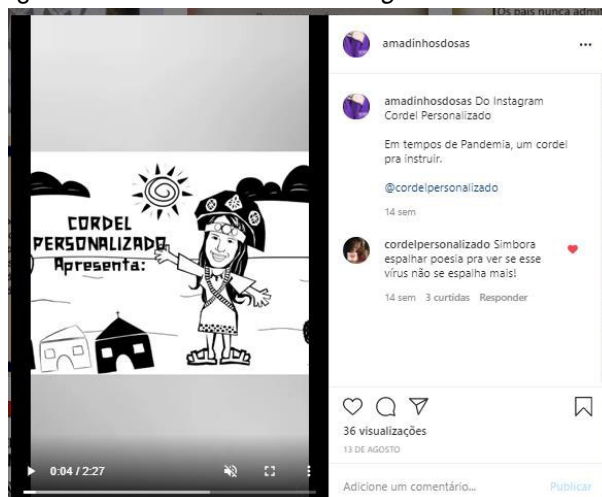 Os pais nunca admit
amadinhosdosas
CORDEL
PERSONALIZADO
Apresenta:
amadinhosdosas Do Instagram
Cordel Personalizado
Em tempos de Pandemia, um cordel
pra instruir.
@cordelpersonalizado
14 sem
cordelpersonalizado Simbora
espalhar poesia pra ver se esse
vírus não se espalha mais!
14 sem 3 curtidas Responder
36 visualizações
13 DE AGOSTO
0:04 / 2:27
Adicione um comentário...
Publicar